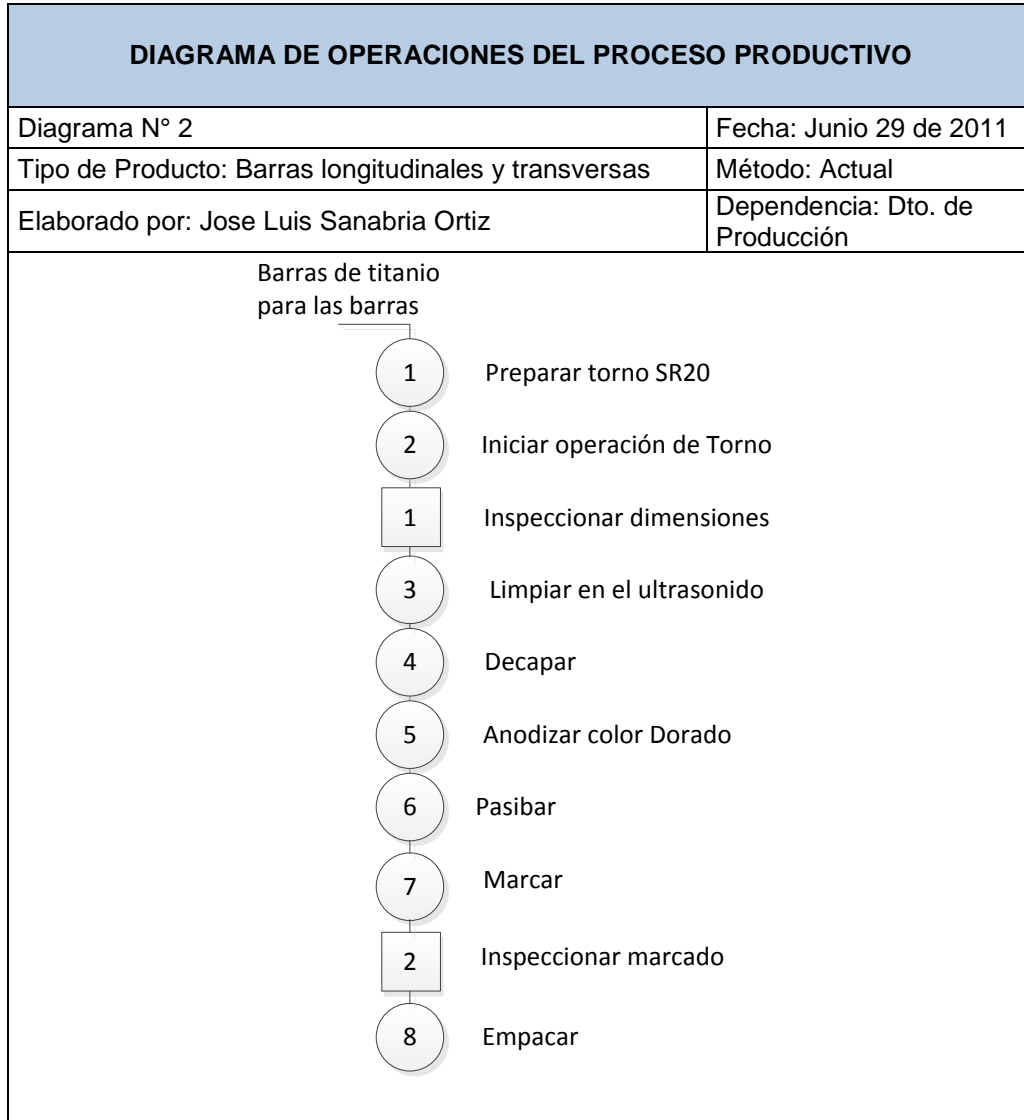 DIAGRAMA DE OPERACIONES DEL PROCESO PRODUCTIVO
Diagrama N° 2
Fecha: Junio 29 de 2011
Tipo de Producto: Barras longitudinales y transversas
Método: Actual
Elaborado por: Jose Luis Sanabria Ortiz
Dependencia: Dto. de
Producción
Barras de titanio
para las barras
1 Preparar torno SR20
2 Iniciar operación de Torno
1 Inspeccionar dimensiones
3 Limpiar en el ultrasonido
4 Decapar
5 Anodizar color Dorado
6 Pasibar
7 Marcar
2 Inspeccionar marcado
8 Empacar